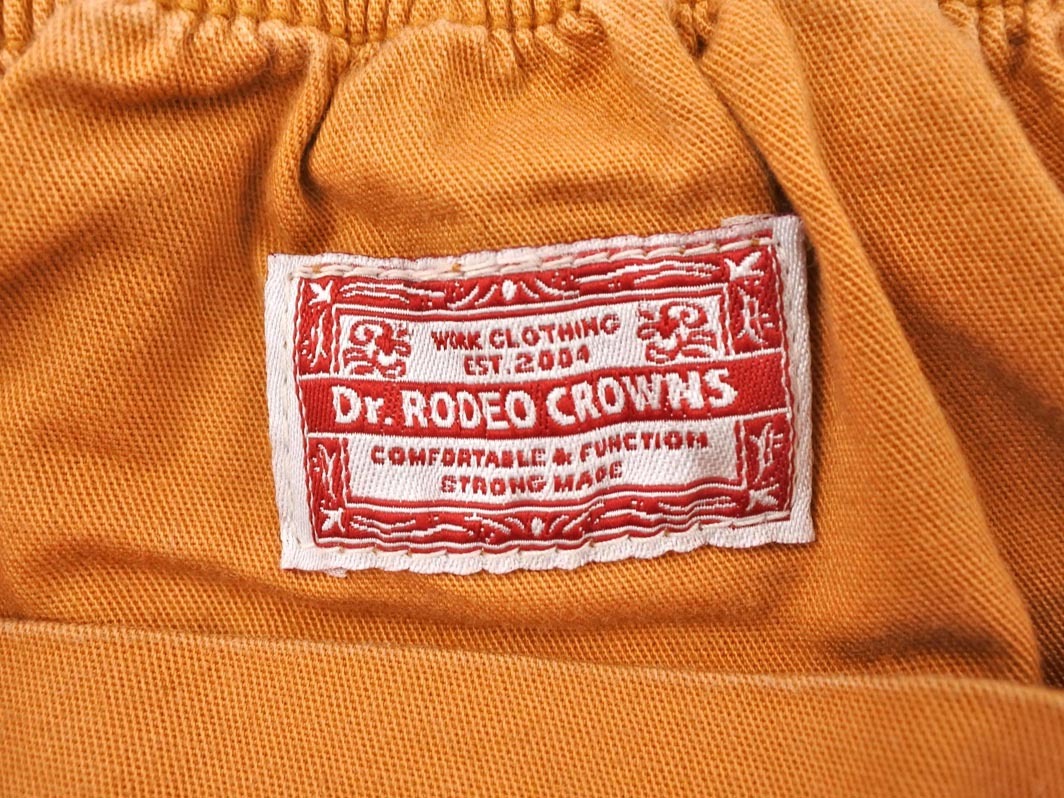 WORK CLOTHING
EST. 2004
Dr. RODEO CROWNS
COMFORTABLE & FUNCTION
STRONG MADE